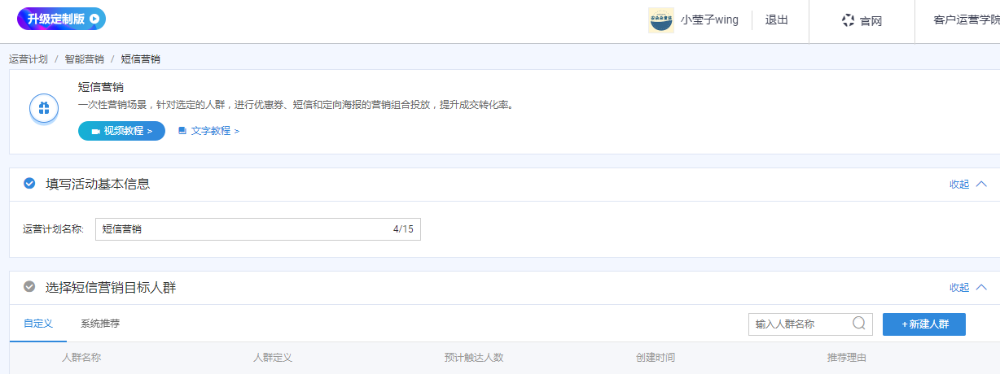 升级定制版
小莹子wing
退出
官网
客户运营学院
运营计划 / 智能营销 / 短信营销
短信营销
一次性营销场景，针对选定的人群，进行优惠券、短信和定向海报的营销组合投放，提升成交转化率。
视频教程 >
文字教程 >
填写活动基本信息
收起
运营计划名称:
短信营销
4/15
选择短信营销目标人群
收起
自定义
系统推荐
输入人群名称
+ 新建人群
人群名称
人群定义
预计触达人数
创建时间
推荐理由